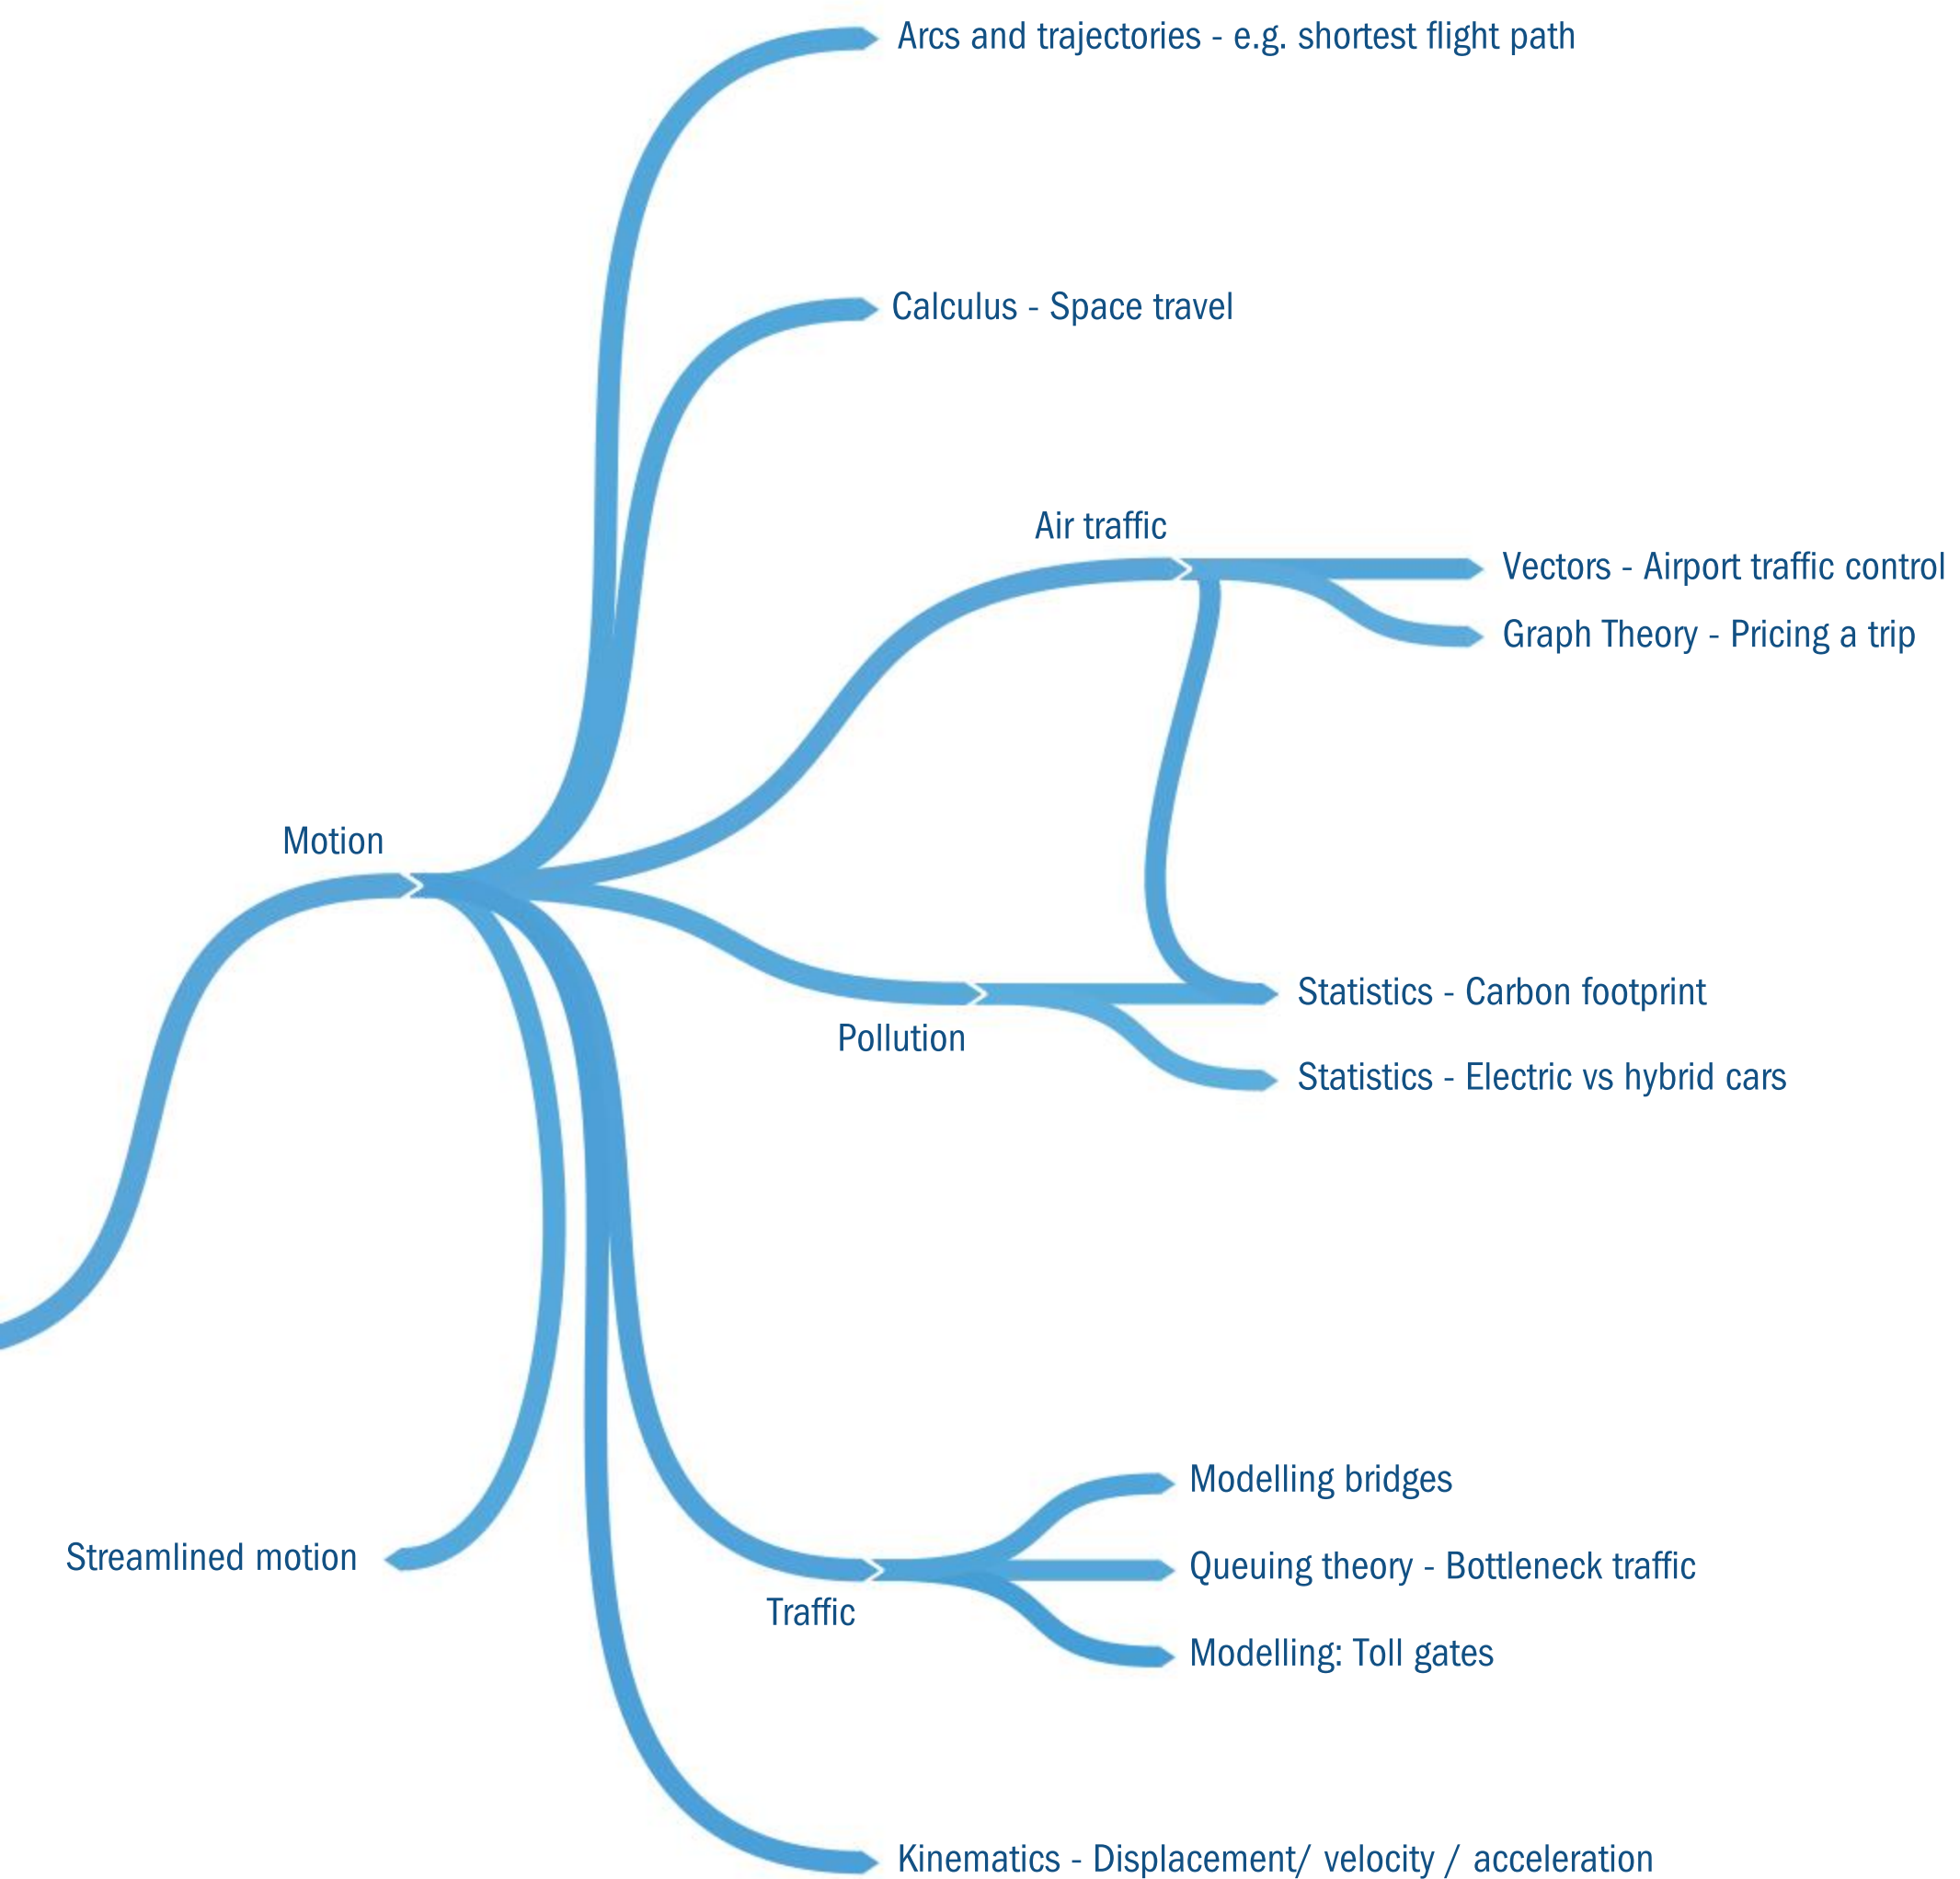 Arcs and trajectories - e.g. shortest flight path
Calculus - Space travel
Air traffic
Vectors - Airport traffic control
Graph Theory - Pricing a trip
Motion
Statistics - Carbon footprint
Pollution
Statistics - Electric vs hybrid cars
Modelling bridges
Streamlined motion
Queuing theory - Bottleneck traffic
Traffic
Modelling: Toll gates
Kinematics - Displacement/ velocity / acceleration